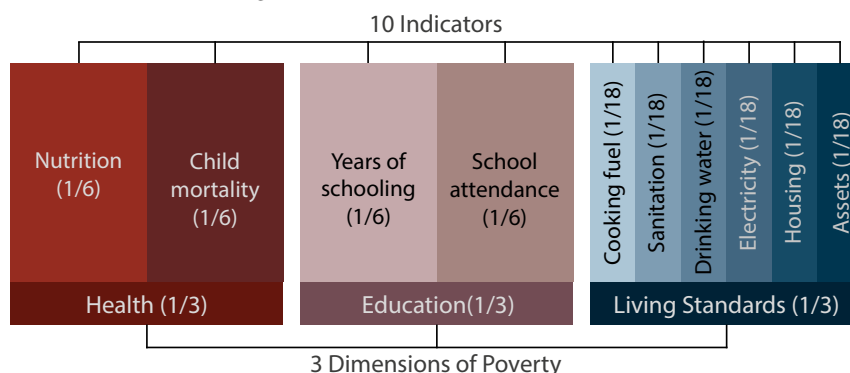 10 Indicators
Nutrition
(1/6)
Child
mortality
(1/6)
Years of
schooling
(1/6)
School
attendance
(1/6)
Cooking fuel (1/18)
Sanitation (1/18)
Drinking water (1/18)
Electricity (1/18)
Housing (1/18)
Assets (1/18)
Health (1/3)
Education(1/3)
Living Standards (1/3)
3 Dimensions of Poverty